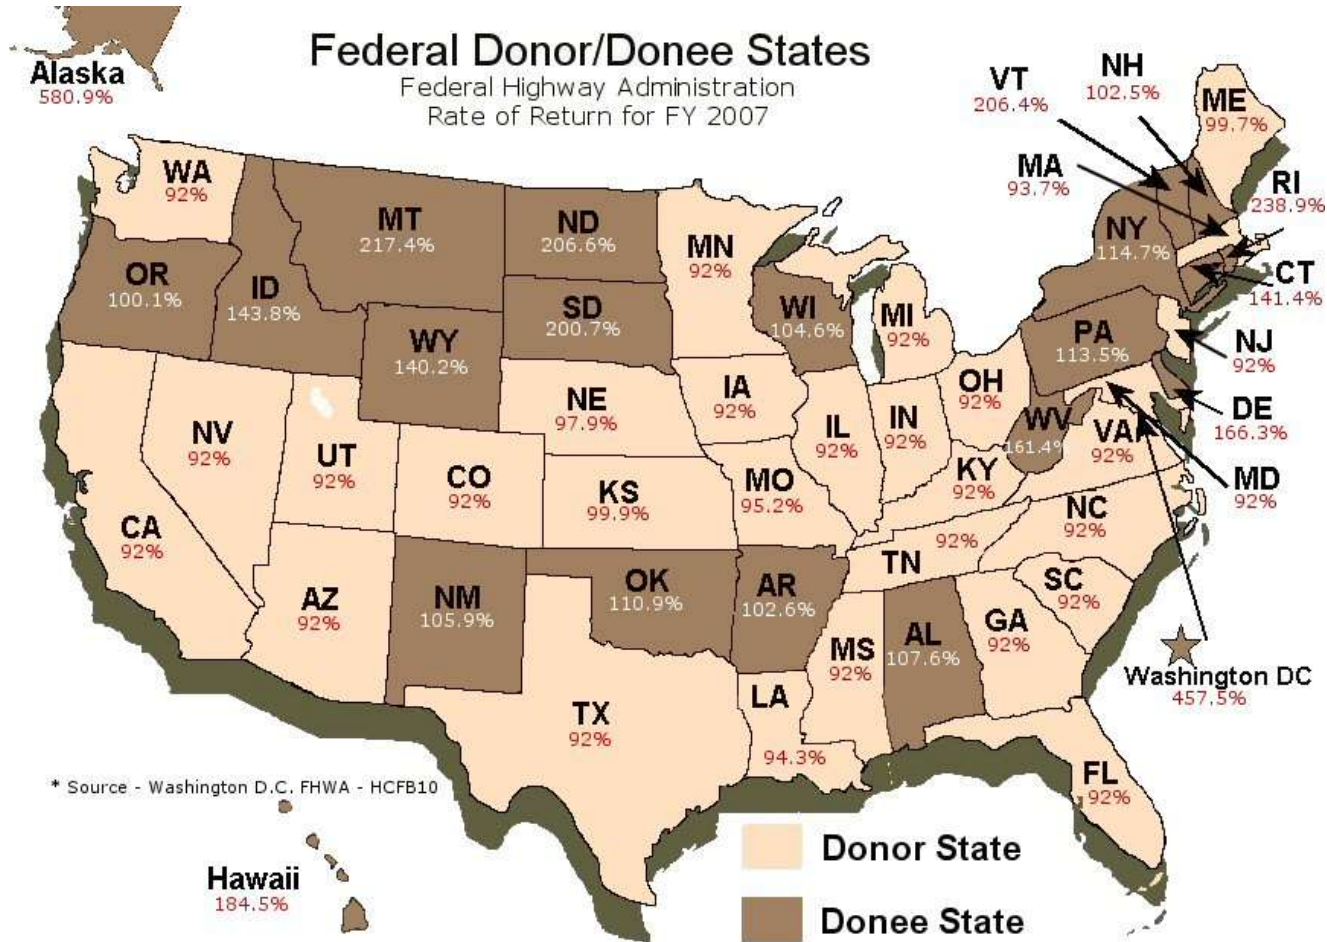 Federal Donor/Donee States
Federal Highway Administration
Rate of Return for FY 2007
Alaska
580.9%
VT
206.4%
NH
102.5%
ME
99.7%
MA
93.7%
RI
238.9%
WA
92%
MT
217.4%
ND
206.6%
MN
92%
NY
114.7%
OR
100.1%
ID
143.8%
SD
200.7%
WI
104.6%
MI
92%
CT
141.4%
WY
140.2%
PA
113.5%
NJ
92%
NE
97.9%
IA
92%
OH
92%
DE
166.3%
NV
92%
UT
92%
CO
92%
IL
92%
IN
92%
WV
161.4%
VA
92%
KS
99.9%
MO
95.2%
KY
92%
MD
92%
CA
92%
NC
92%
TN
92%
AZ
92%
NM
105.9%
OK
110.9%
AR
102.6%
SC
92%
MS
92%
AL
107.6%
GA
92%
Washington DC
457.5%
TX
92%
LA
94.3%
FL
92%
* Source - Washington D.C. FHWA - HCFB10
Hawaii
184.5%
Donor State
Donee State